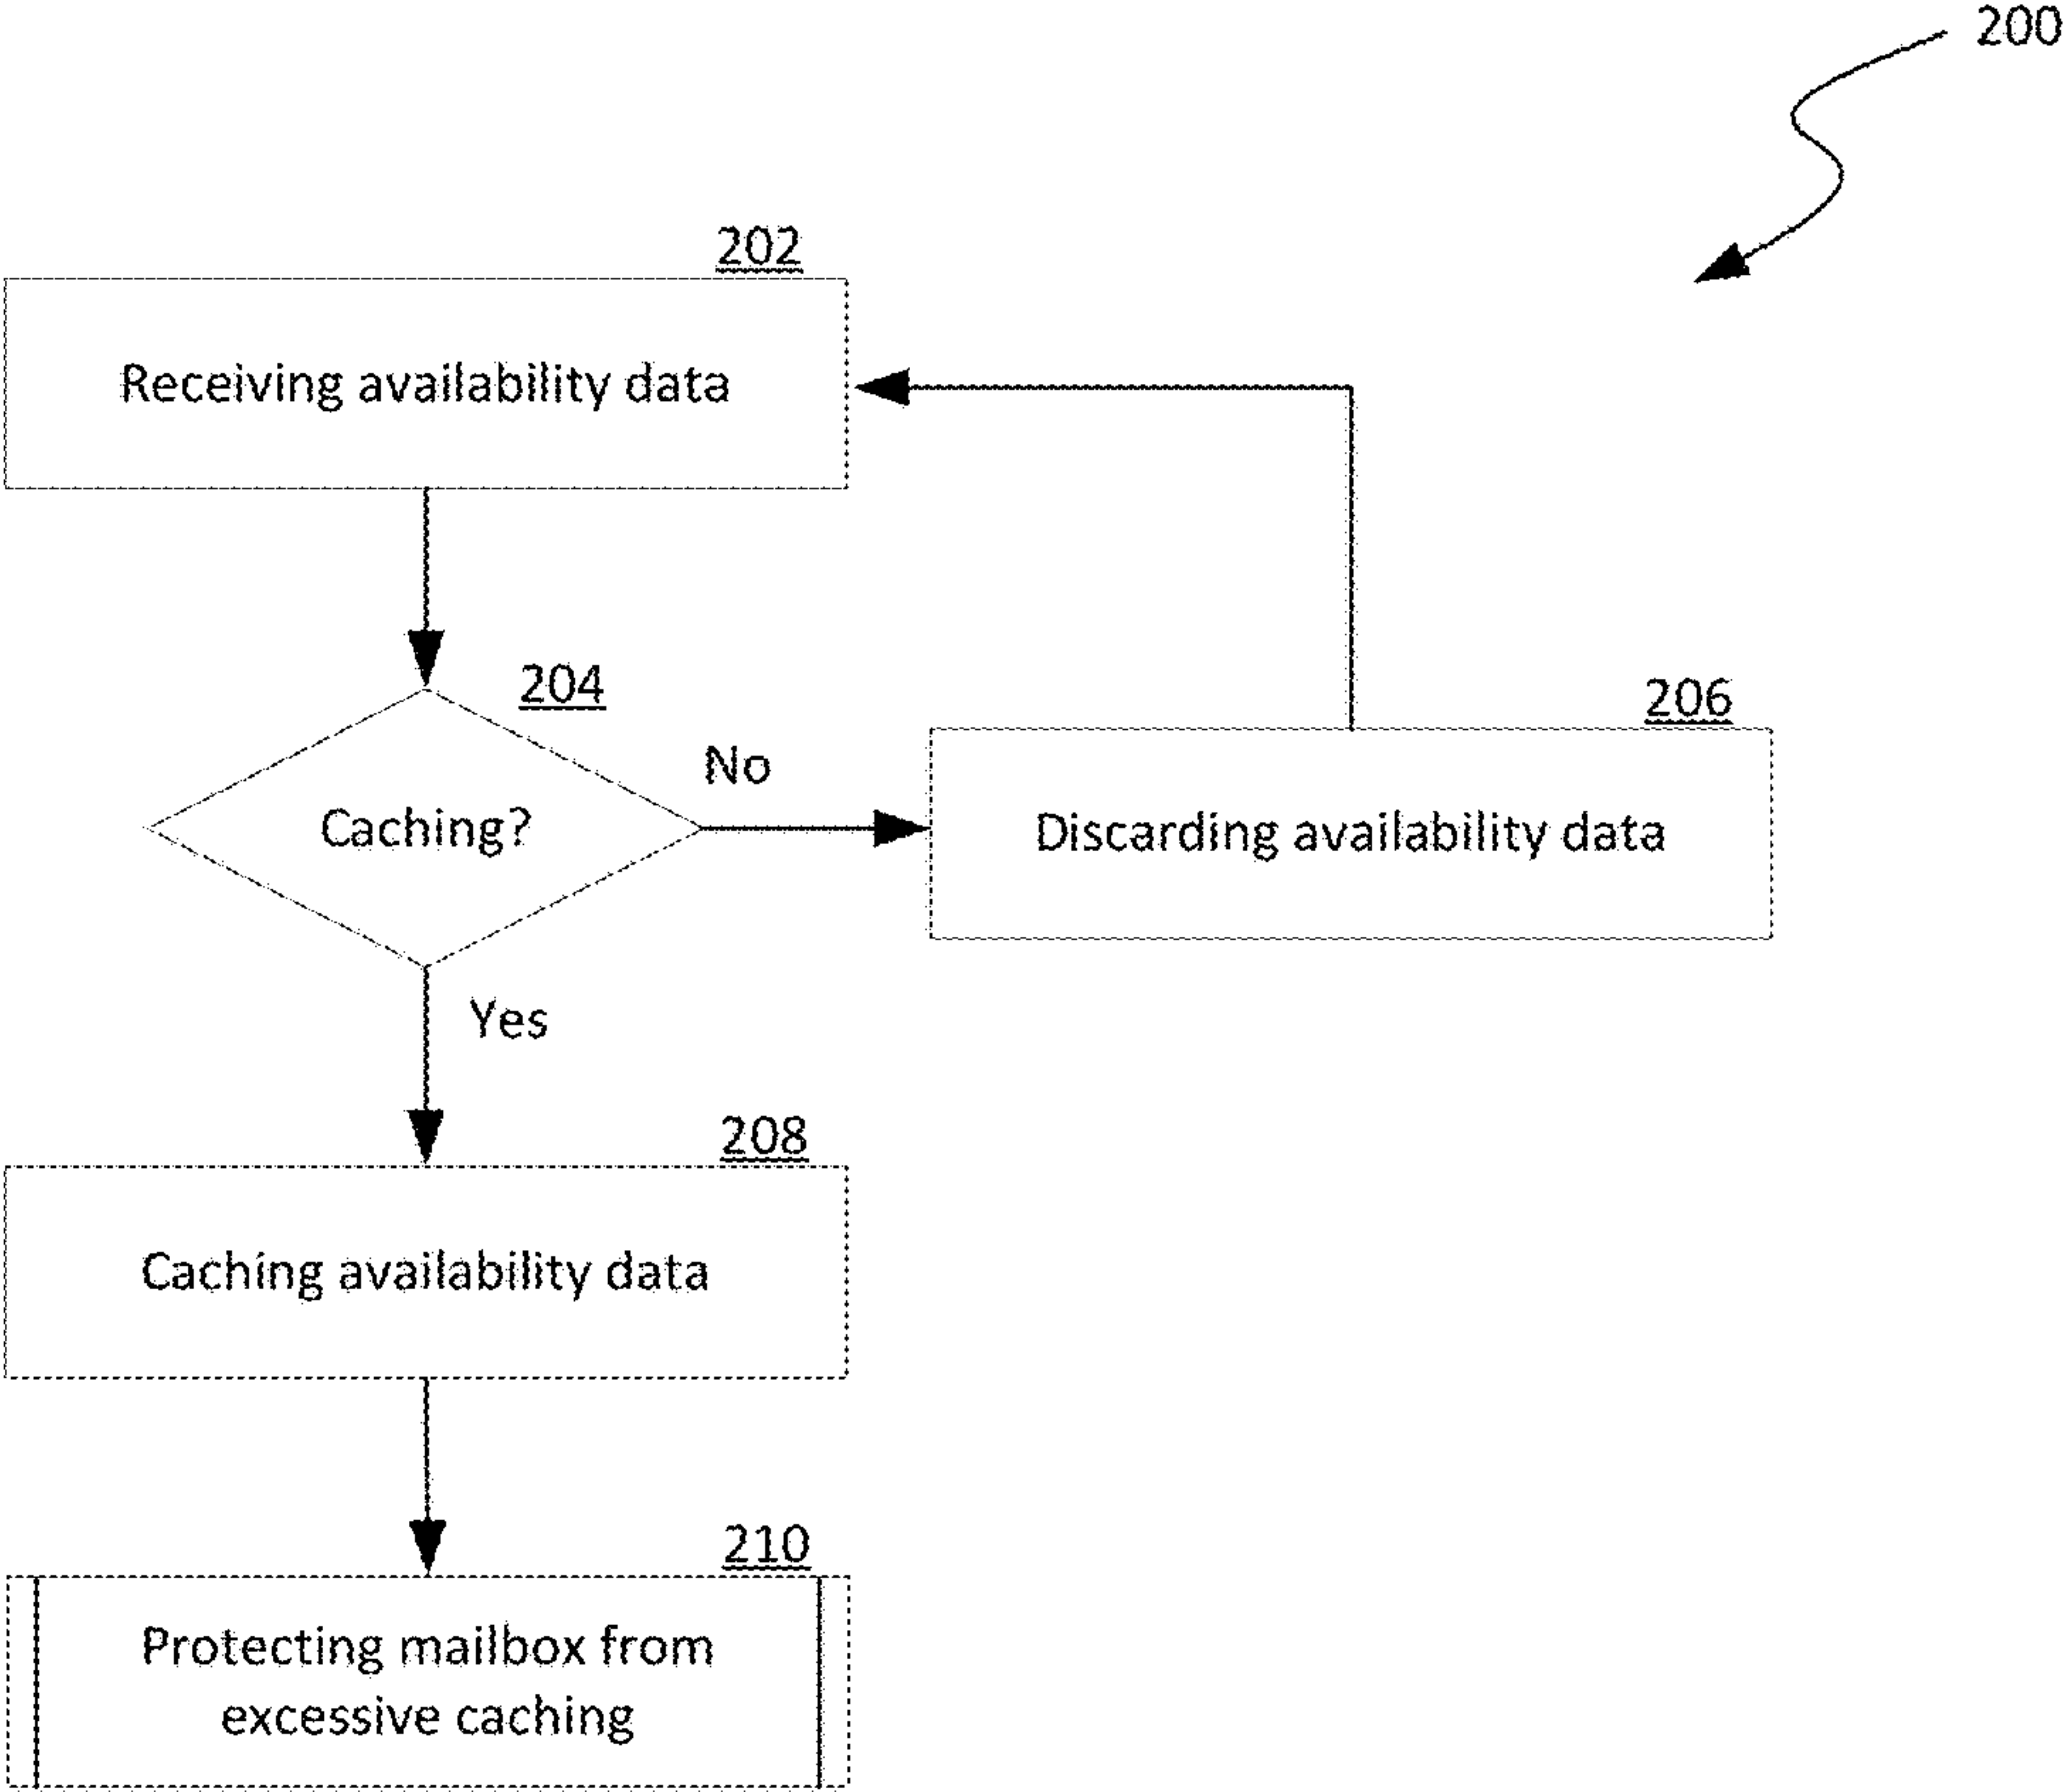 200
202
Receiving availability data
204
Caching?
No
206
Discarding availability data
Yes
208
Caching availability data
210
Protecting mailbox from
excessive caching